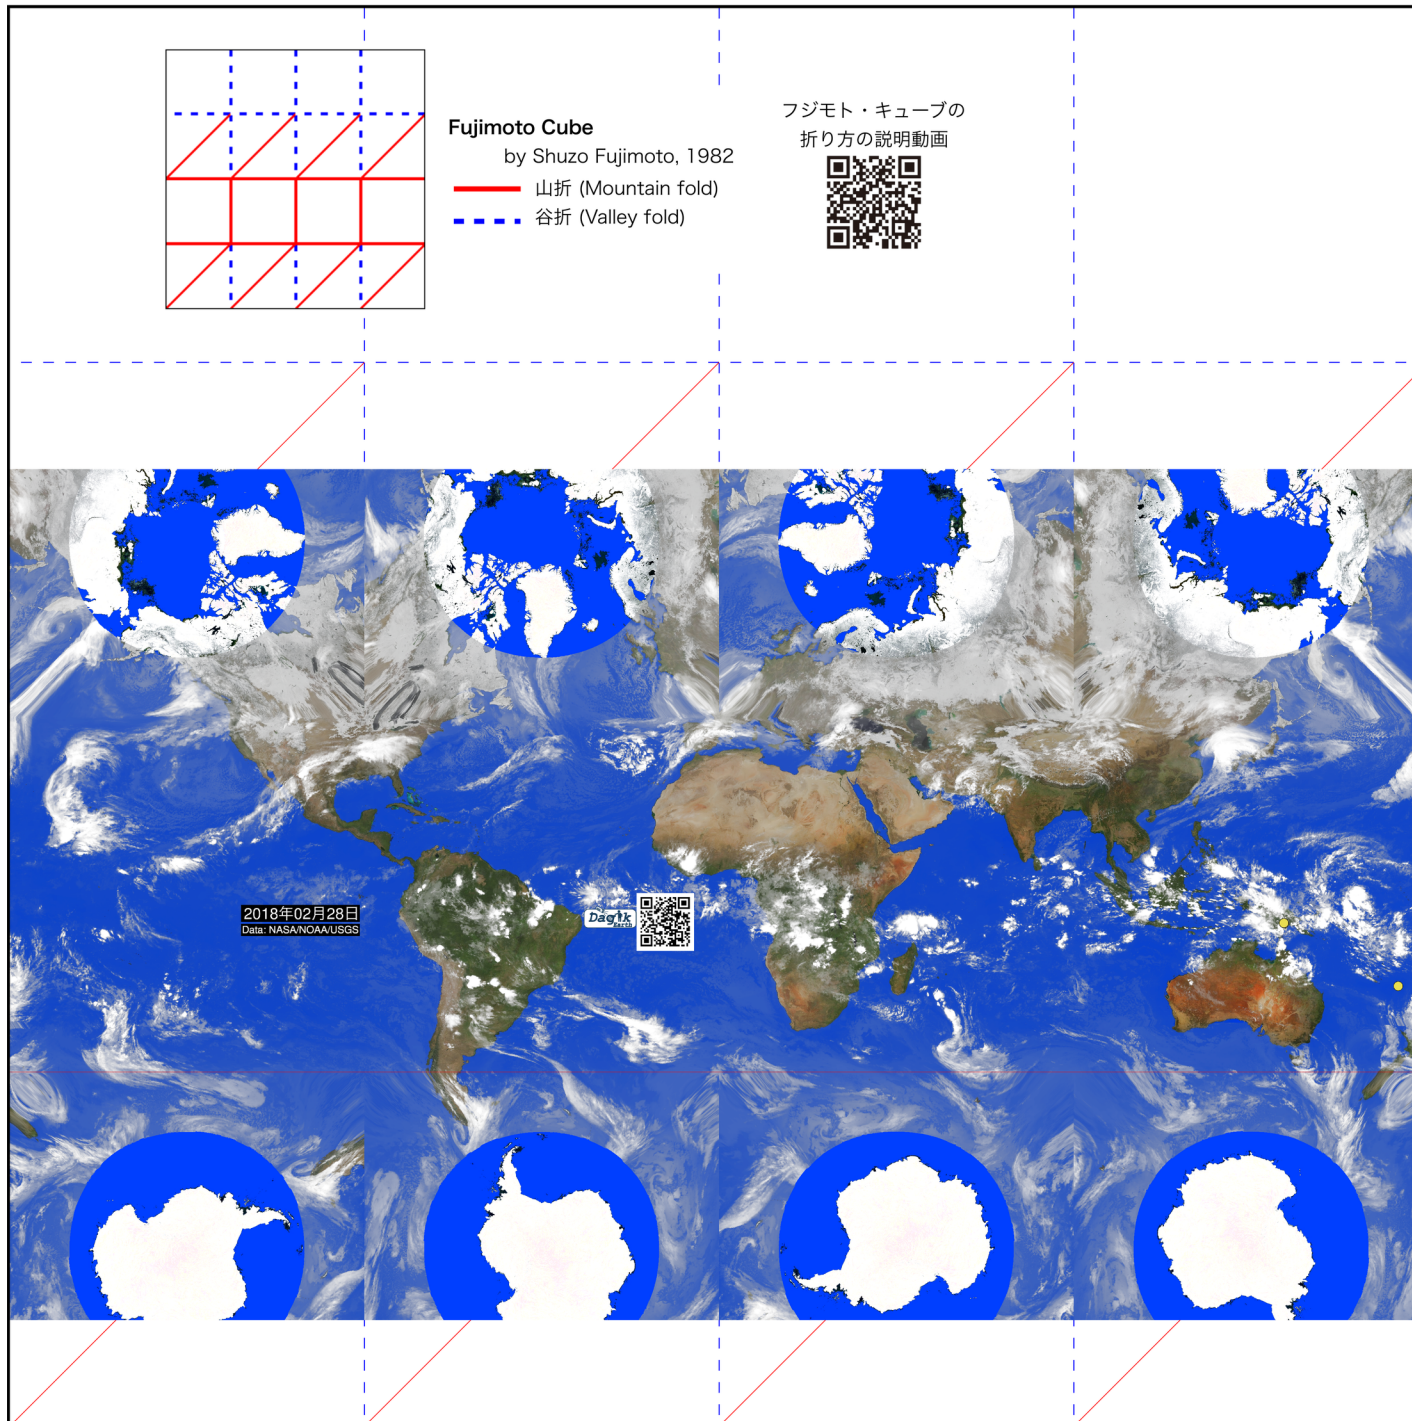 Fujimoto Cube
by Shuzo Fujimoto, 1982
山折 (Mountain fold)
谷折 (Valley fold)
フジモト・キューブの
折り方の説明動画
2018年02月28日
Data: NASA/NOAA/USGS
Dagik
Earth